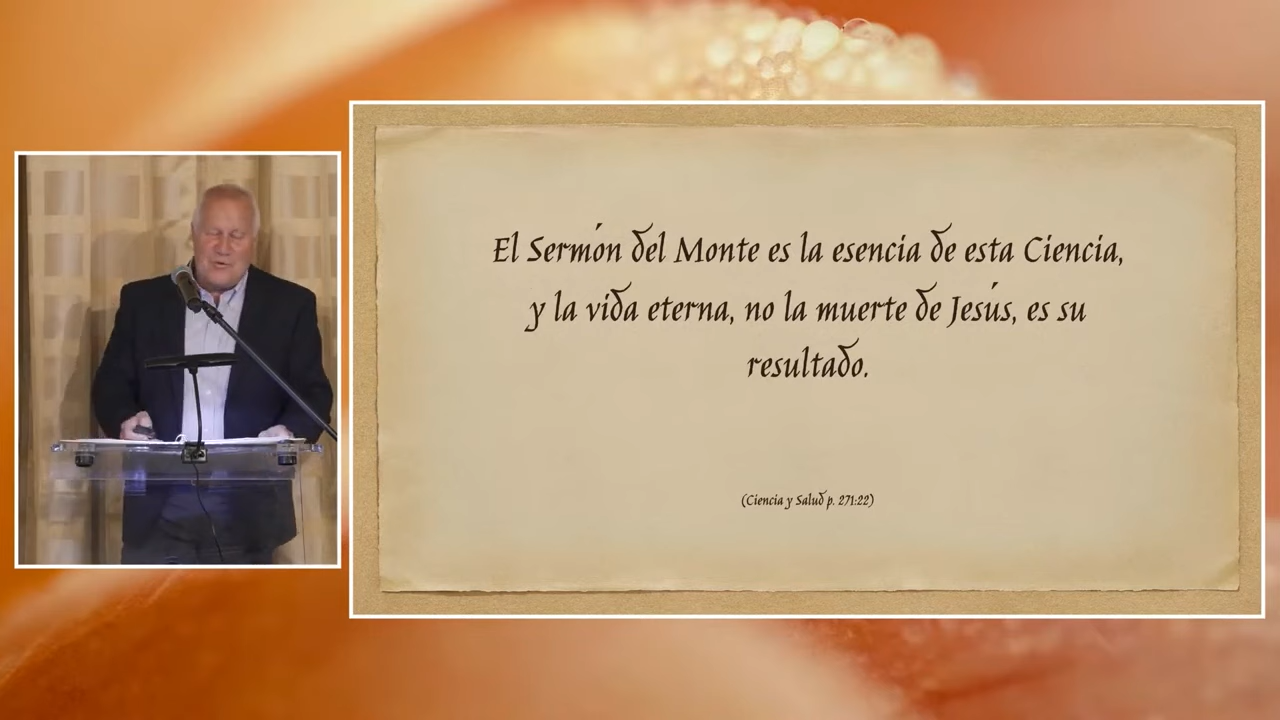 El Sermón del Monte es la esencia de esta Ciencia,
y la vida eterna, no la muerte de Jesús, es su
resultado.
(Ciencia y Salud p. 271:22)